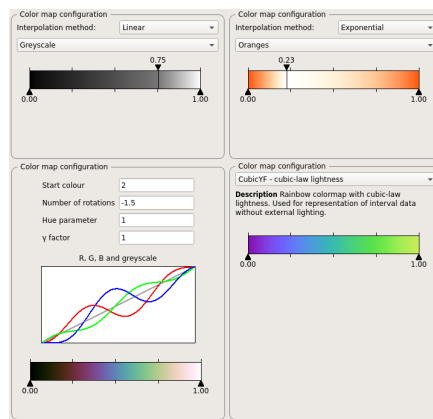 Color map configuration
Interpolation method: Linear
Greyscale
0.75
0.00 1.00
Color map configuration
Interpolation method: Exponential
Oranges
0.23
0.00 1.00
Color map configuration
Start colour 2
Number of rotations -1.5
Hue parameter 1
γ factor 1
R, G, B and greyscale
0.00 1.00
Color map configuration
CubicYF - cubic-law lightness
Description Rainbow colormap with cubic-law
lightness. Used for representation of interval data
without external lighting.
0.00 1.00